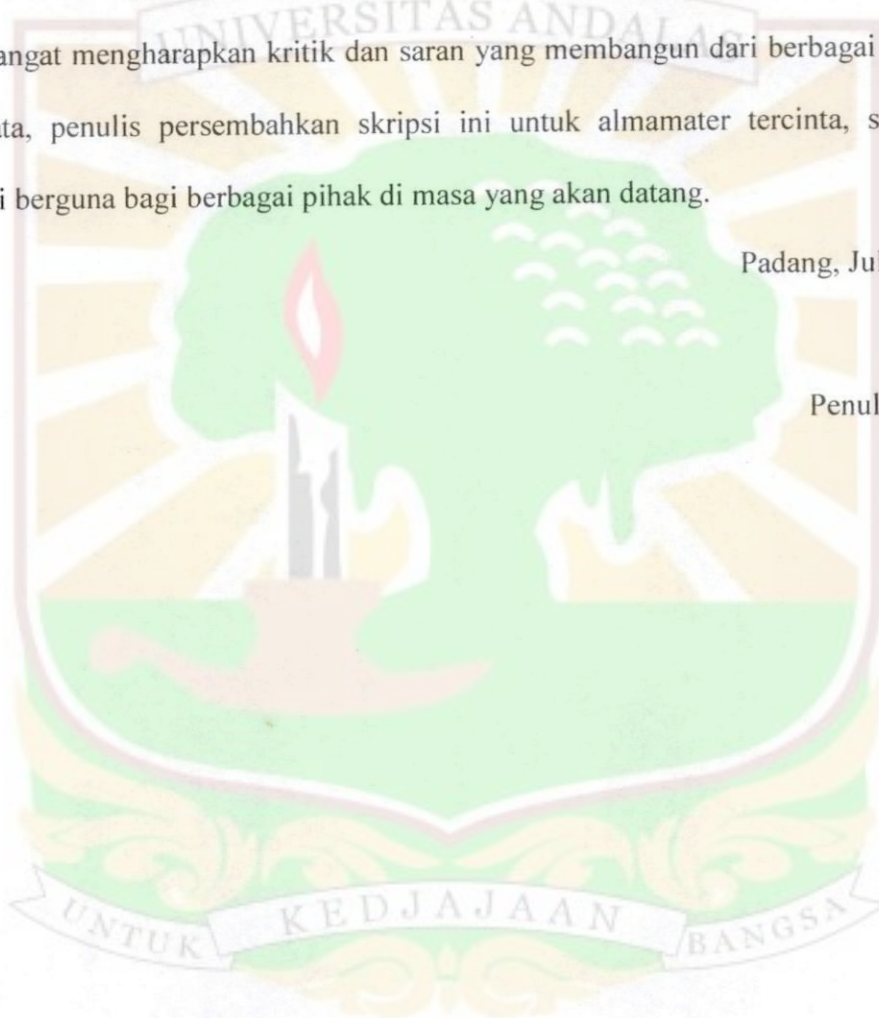 UNIVERSITAS ANDALAS
angat mengharapkan kritik dan saran yang membangun dari berbagai
ata, penulis persembahkan skripsi ini untuk almamater tercinta, s
i berguna bagi berbagai pihak di masa yang akan datang.
Padang, Ju
Penul
UNTUK KEDJAJAAN BANGSA